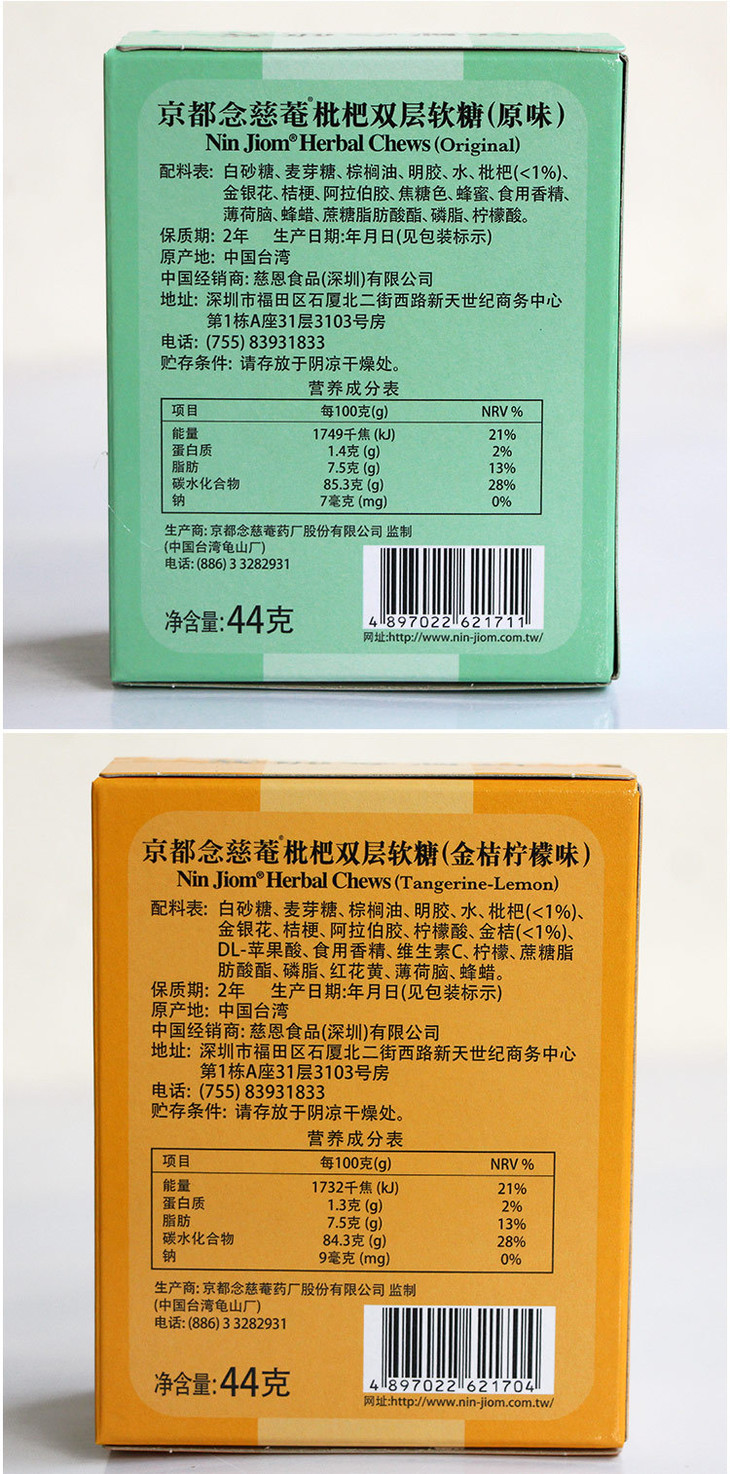 京都念慈菴®枇杷双层软糖(原味)
Nin Jiom® Herbal Chews (Original)
配料表: 白砂糖、麦芽糖、棕榈油、明胶、水、枇杷(<1%)、
金银花、桔梗、阿拉伯胶、焦糖色、蜂蜜、食用香精、
薄荷脑、蜂蜡、蔗糖脂肪酸酯、磷脂、柠檬酸。
保质期: 2年 生产日期:年月日(见包装标示)
原产地: 中国台湾
中国经销商: 慈恩食品(深圳)有限公司
地址: 深圳市福田区石厦北二街西路新天世纪商务中心
第1栋A座31层3103号房
电话: (755) 83931833
贮存条件: 请存放于阴凉干燥处。
营养成分表
项目 每100克(g) NRV %
能量 1749千焦 (kJ) 21%
蛋白质 1.4克 (g) 2%
脂肪 7.5克 (g) 13%
碳水化合物 85.3克 (g) 28%
钠 7毫克 (mg) 0%
生产商: 京都念慈菴药厂股份有限公司 监制
(中国台湾龟山厂)
电话: (886) 3 3282931
净含量: 44克
4 897022 621711
网址:http://www.nin-jiom.com.tw/
京都念慈菴®枇杷双层软糖(金桔柠檬味)
Nin Jiom® Herbal Chews (Tangerine-Lemon)
配料表: 白砂糖、麦芽糖、棕榈油、明胶、水、枇杷(<1%)、
金银花、桔梗、阿拉伯胶、柠檬酸、金桔(<1%)、
DL-苹果酸、食用香精、维生素C、柠檬、蔗糖脂
肪酸酯、磷脂、红花黄、薄荷脑、蜂蜡。
保质期: 2年 生产日期:年月日(见包装标示)
原产地: 中国台湾
中国经销商: 慈恩食品(深圳)有限公司
地址: 深圳市福田区石厦北二街西路新天世纪商务中心
第1栋A座31层3103号房
电话: (755) 83931833
贮存条件: 请存放于阴凉干燥处。
营养成分表
项目 每100克(g) NRV %
能量 1732千焦 (kJ) 21%
蛋白质 1.3克 (g) 2%
脂肪 7.5克 (g) 13%
碳水化合物 84.3克 (g) 28%
钠 9毫克 (mg) 0%
生产商: 京都念慈菴药厂股份有限公司 监制
(中国台湾龟山厂)
电话: (886) 3 3282931
净含量: 44克
4 897022 621704
网址:http://www.nin-jiom.com.tw/